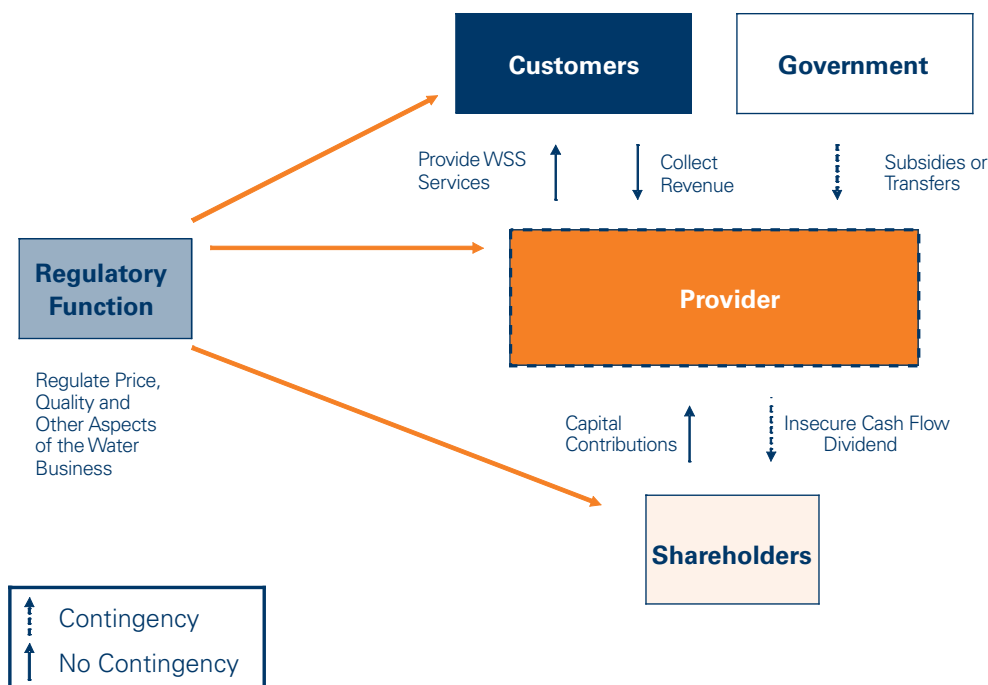 Customers
Government
Provide WSS
Services
Collect
Revenue
Subsidies or
Transfers
Regulatory
Function
Provider
Regulate Price,
Quality and
Other Aspects
of the Water
Business
Capital
Contributions
Insecure Cash Flow
Dividend
Shareholders
Contingency
No Contingency